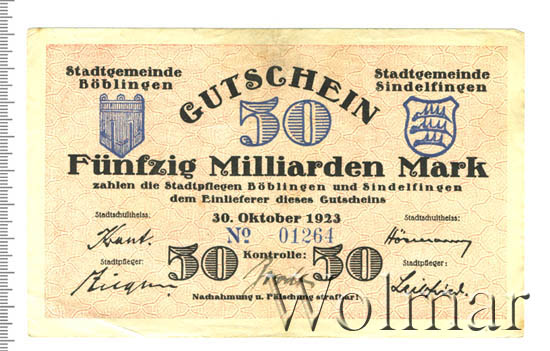 Stadtgemeinde
Böblingen
GUTSCHEIN
50
Stadtgemeinde
Sindelfingen
Fünfzig Milliarden Mark
zahlen die Stadtpflegen Böblingen und Sindelfingen
dem Einlieferer dieses Gutscheins
30. Oktober 1923
Stadtschultheiss:
Stadtschultheiss:
No 01264
Kontrolle:
50
50
Stadtpfleger:
Stadtpfleger:
Hörmann
Nachahmung u. Fälschung strafbar!
Wolmar